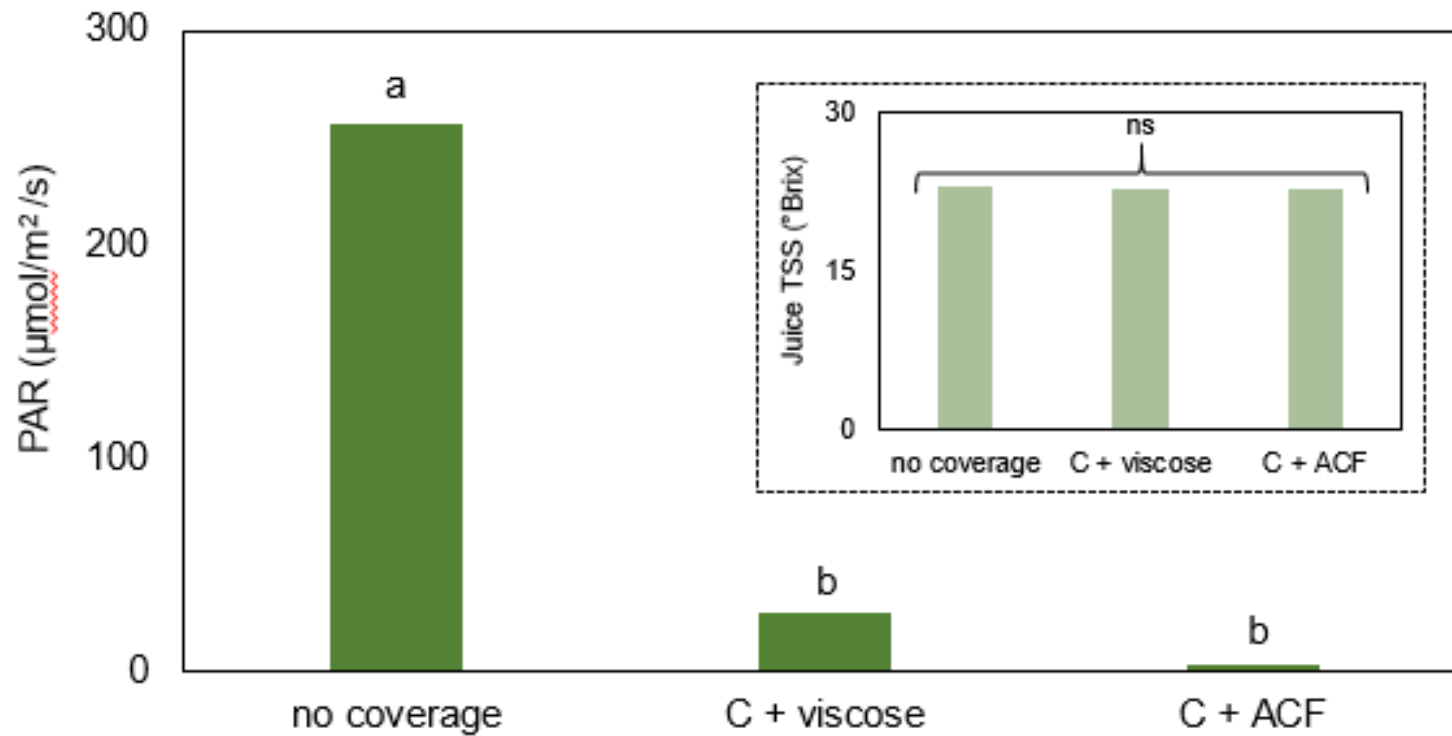 300
200
100
0
PAR (µmol/m² /s)
a
b
b
no coverage
C + viscose
C + ACF
30
15
0
Juice TSS (°Brix)
ns
no coverage
C + viscose
C + ACF